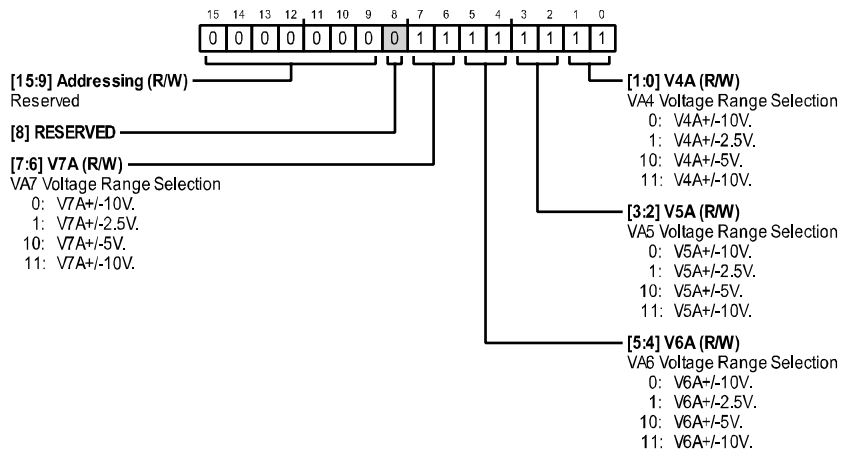 15 14 13 12 11 10 9 8 7 6 5 4 3 2 1 0
0 0 0 0 0 0 0 0 1 1 1 1 1 1 1 1
[15:9] Addressing (R/W)
Reserved
[8] RESERVED
[7:6] V7A (R/W)
VA7 Voltage Range Selection
0: V7A+/-10V.
1: V7A+/-2.5V.
10: V7A+/-5V.
11: V7A+/-10V.
[1:0] V4A (R/W)
VA4 Voltage Range Selection
0: V4A+/-10V.
1: V4A+/-2.5V.
10: V4A+/-5V.
11: V4A+/-10V.
[3:2] V5A (R/W)
VA5 Voltage Range Selection
0: V5A+/-10V.
1: V5A+/-2.5V.
10: V5A+/-5V.
11: V5A+/-10V.
[5:4] V6A (R/W)
VA6 Voltage Range Selection
0: V6A+/-10V.
1: V6A+/-2.5V.
10: V6A+/-5V.
11: V6A+/-10V.